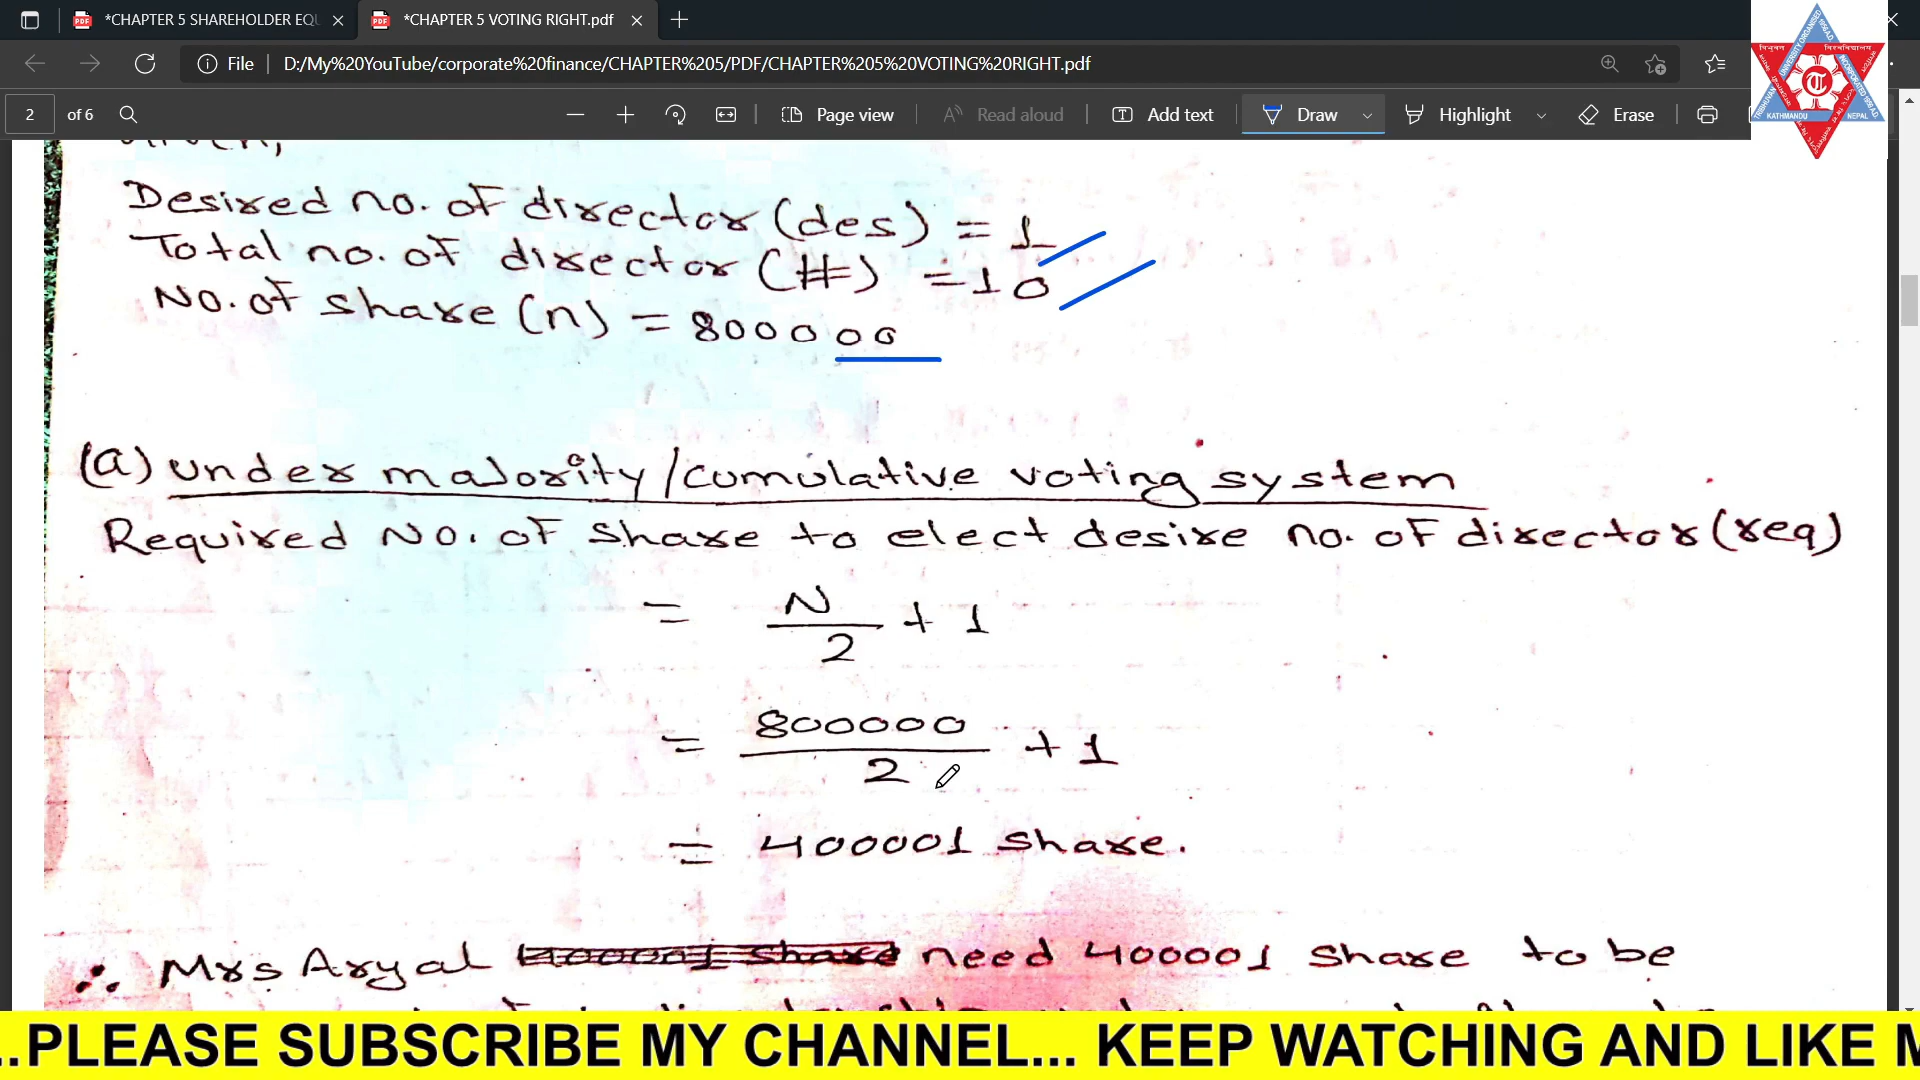 *CHAPTER 5 SHAREHOLDER EQU
*CHAPTER 5 VOTING RIGHT.pdf
File
D:/My%20YouTube/corporate%20finance/CHAPTER%205/PDF/CHAPTER%205%20VOTING%20RIGHT.pdf
2 of 6
Page view
Read aloud
Add text
Draw
Highlight
Erase
KATHMANDU NEPAL
Desired no. of director (des) = 1
Total no. of director (#) = 10
No. of share (n) = 800000
(a) under majority/cumulative voting system
Required No. of share to elect desire no. of director (req)
= N/2 + 1
= 800000/2 + 1
= 400001 share.
∴ Mrs Aryal need 400001 share to be
...PLEASE SUBSCRIBE MY CHANNEL... KEEP WATCHING AND LIKE M